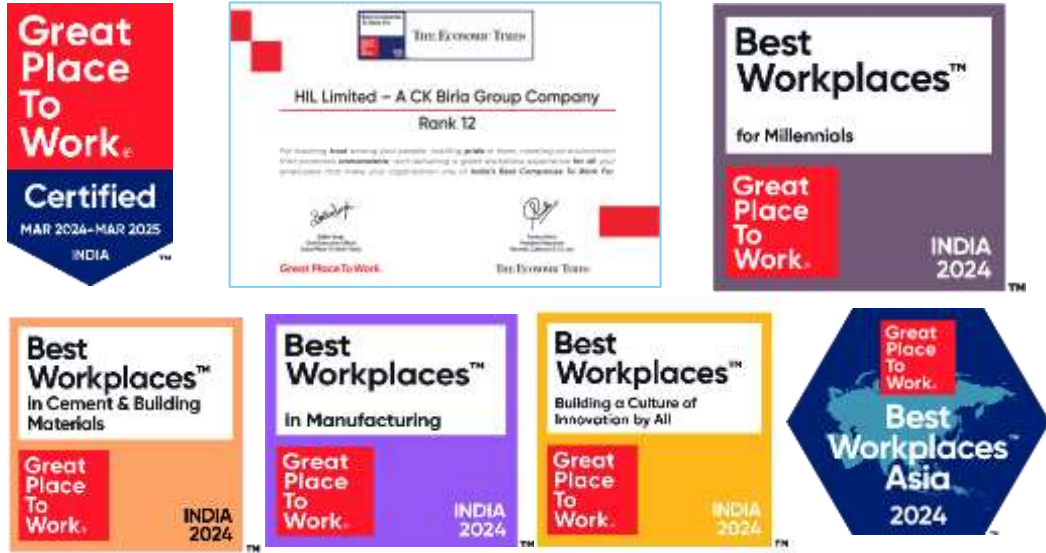 Great
Place
To
Work®
Certified
MAR 2024-MAR 2025
INDIA
™
THE ECONOMIC TIMES
HIL Limited – A CK Birla Group Company
Rank 12
Great Place To Work.
THE ECONOMIC TIMES
Best
Workplaces™
for Millennials
Great
Place
To
Work®
INDIA
2024
™
Best
Workplaces™
in Cement & Building
Materials
Great
Place
To
Work®
INDIA
2024
™
Best
Workplaces™
in Manufacturing
Great
Place
To
Work®
INDIA
2024
™
Best
Workplaces™
Building a Culture of
Innovation by All
Great
Place
To
Work®
INDIA
2024
™
Great
Place
To
Work®
Best
Workplaces™
Asia
2024
™